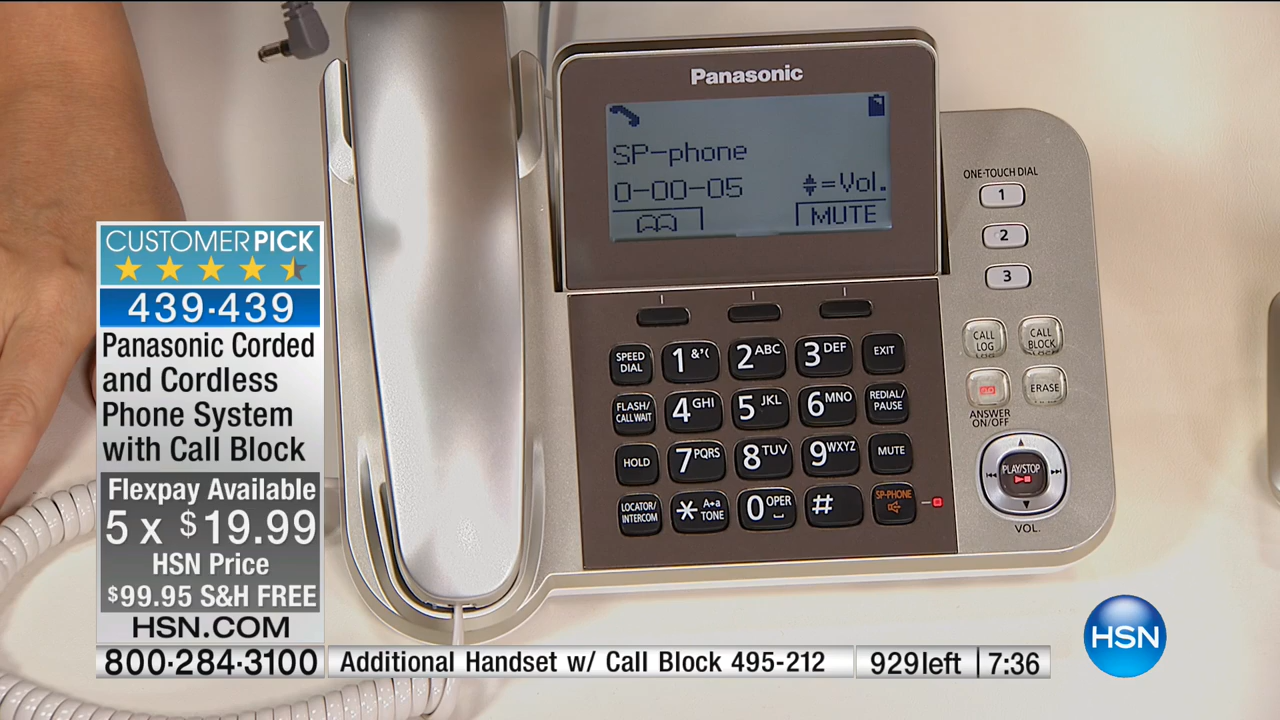 Panasonic
SP-phone
0-00-05 =Vol.
MUTE
ONE-TOUCH DIAL
1
2
3
CALL LOG
CALL BLOCK
ERASE
ANSWER ON/OFF
PLAY/STOP
VOL.
SPEED DIAL 1 &'( 2 ABC 3 DEF EXIT
FLASH/ CALL WAIT 4 GHI 5 JKL 6 MNO REDIAL/ PAUSE
HOLD 7 PQRS 8 TUV 9 WXYZ MUTE
LOCATOR/ INTERCOM * A→a TONE 0 OPER # SP-PHONE
CUSTOMER PICK
439·439
Panasonic Corded
and Cordless
Phone System
with Call Block
Flexpay Available
5 x $19.99
HSN Price
$99.95 S&H FREE
HSN.COM
800·284·3100
Additional Handset w/ Call Block 495-212
929 left | 7:36
HSN